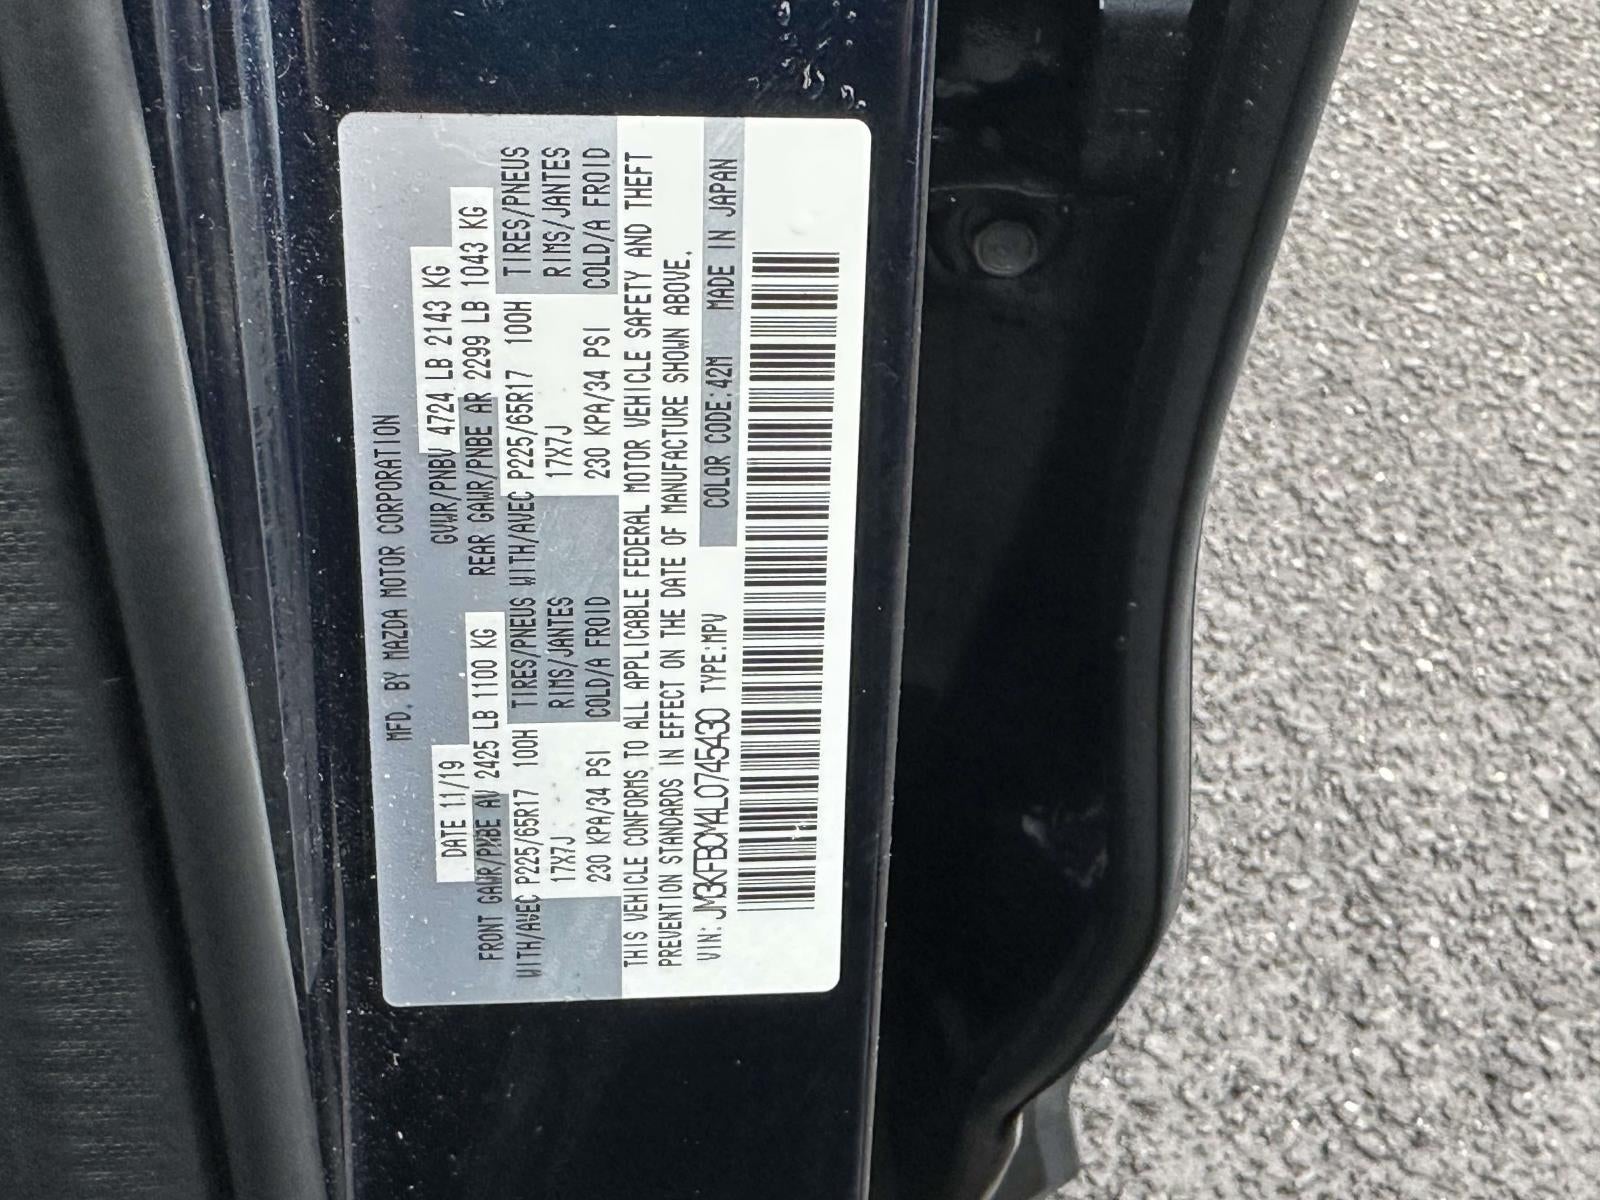 MFD. BY MAZDA MOTOR CORPORATION
DATE 11/19 GVWR/PNBV 4724 LB 2143 KG
FRONT GAWR/PNBE AV 2425 LB 1100 KG REAR GAWR/PNBE AR 2299 LB 1043 KG
WITH/AVEC P225/65R17 100H TIRES/PNEUS WITH/AVEC P225/65R17 100H TIRES/PNEUS
17X7J RIMS/JANTES 17X7J RIMS/JANTES
230 KPA/34 PSI COLD/A FROID 230 KPA/34 PSI COLD/A FROID
THIS VEHICLE CONFORMS TO ALL APPLICABLE FEDERAL MOTOR VEHICLE SAFETY AND THEFT
PREVENTION STANDARDS IN EFFECT ON THE DATE OF MANUFACTURE SHOWN ABOVE.
VIN: JM3KFBCM4L0745430 TYPE:MPV COLOR CODE:42M MADE IN JAPAN